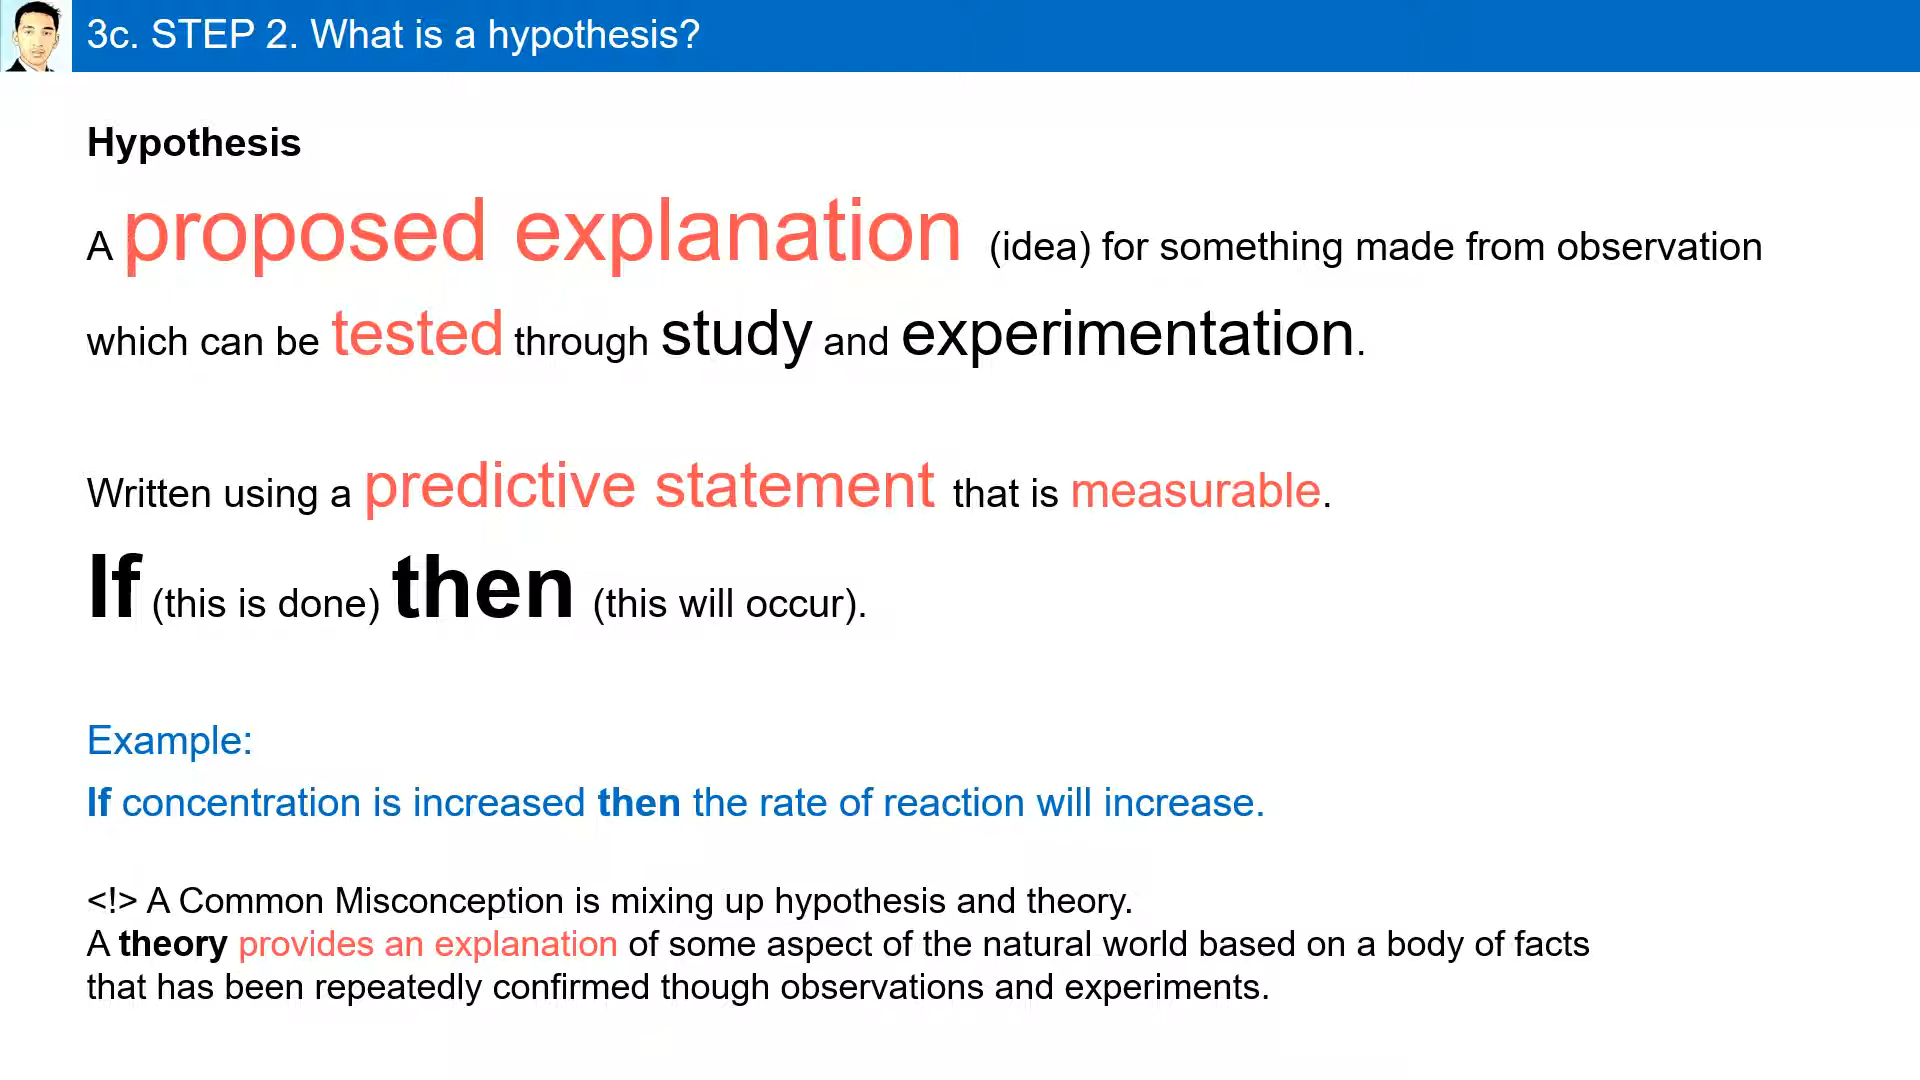 3c. STEP 2. What is a hypothesis?
Hypothesis
A proposed explanation (idea) for something made from observation
which can be tested through study and experimentation.
Written using a predictive statement that is measurable.
If (this is done) then (this will occur).
Example:
If concentration is increased then the rate of reaction will increase.
<!> A Common Misconception is mixing up hypothesis and theory.
A theory provides an explanation of some aspect of the natural world based on a body of facts
that has been repeatedly confirmed though observations and experiments.